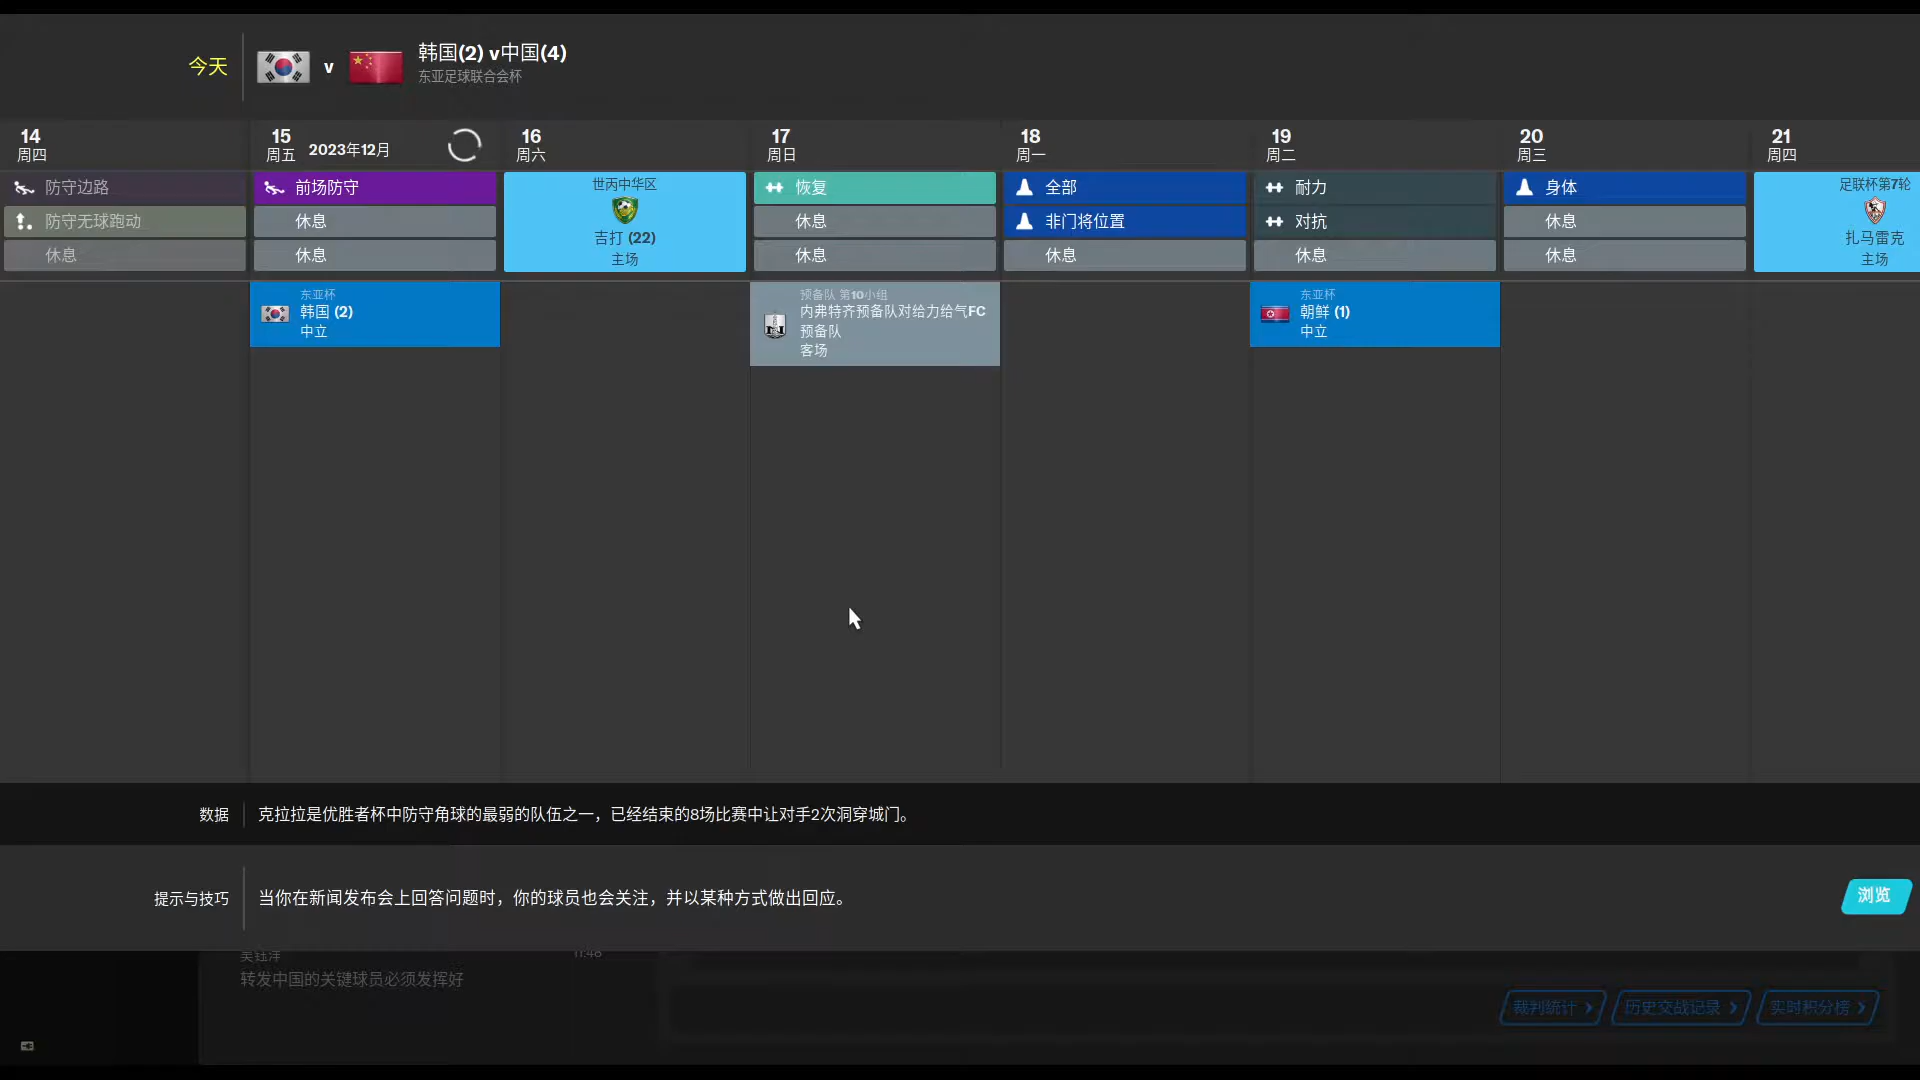 今天
v
韩国(2) v中国(4)
东亚足球联合会杯
14
周四
15
周五
2023年12月
16
周六
17
周日
18
周一
19
周二
20
周三
21
周四
防守边路
防守无球跑动
休息
前场防守
休息
休息
世丙中华区
吉打 (22)
主场
恢复
休息
休息
全部
非门将位置
休息
耐力
对抗
休息
身体
休息
休息
足联杯第7轮
扎马雷克
主场
东亚杯
韩国 (2)
中立
预备队 第10小组
内弗特齐预备队对给力给气FC
预备队
客场
东亚杯
朝鲜 (1)
中立
数据
克拉拉是优胜者杯中防守角球的最弱的队伍之一，已经结束的8场比赛中让对手2次洞穿城门。
提示与技巧
当你在新闻发布会上回答问题时，你的球员也会关注，并以某种方式做出回应。
浏览
吴钰洋
11:48
转发中国的关键球员必须发挥好
裁判统计
历史交战记录
实时积分榜